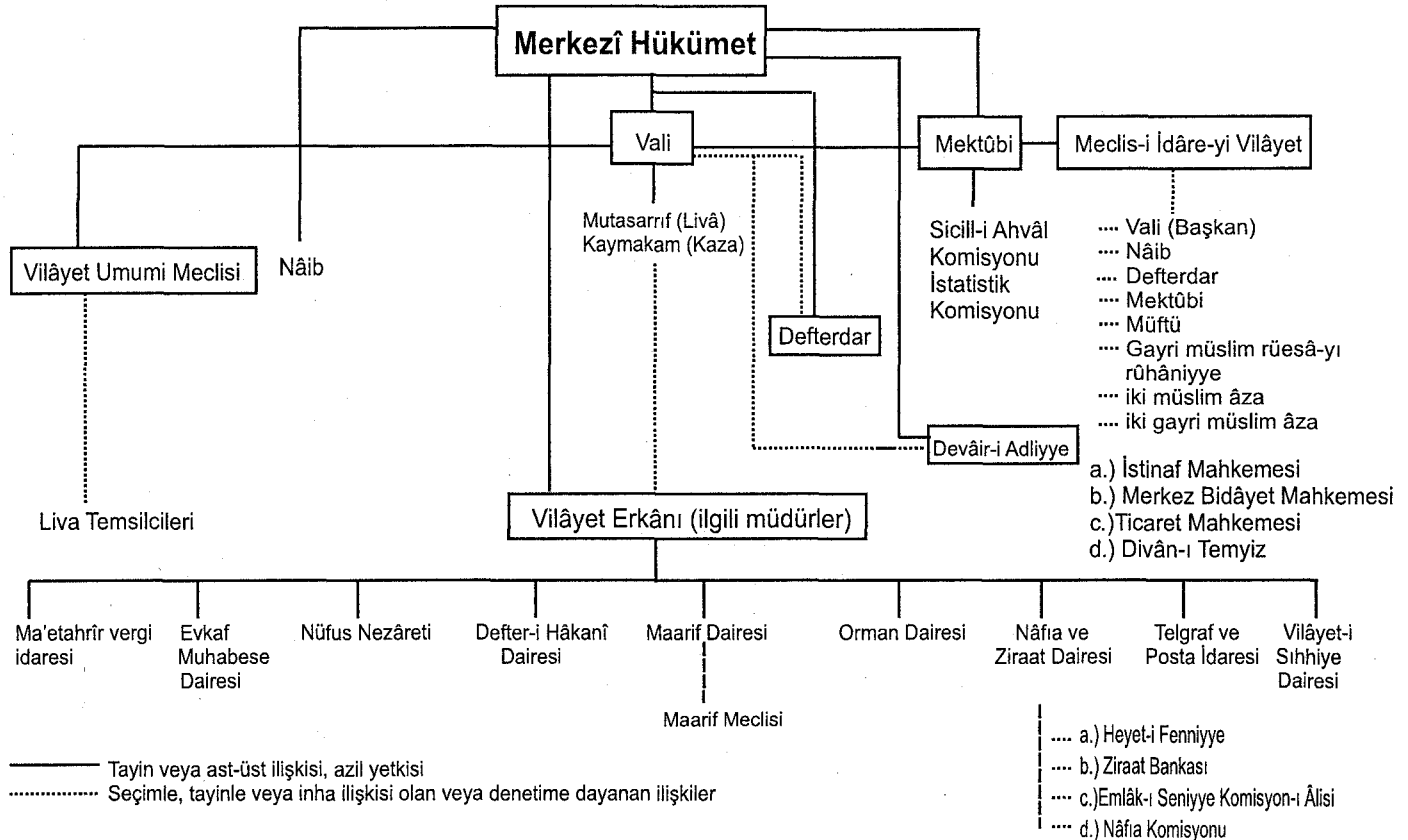 Merkezî Hükümet
Vali
Mektûbi
Meclis-i İdâre-yi Vilâyet
Mutasarrıf (Livâ)
Kaymakam (Kaza)
Sicill-i Ahvâl
Komisyonu
İstatistik
Komisyonu
.... Vali (Başkan)
.... Nâib
.... Defterdar
.... Mektûbi
.... Müftü
.... Gayri müslim rüesâ-yı
rûhâniyye
.... iki müslim âza
.... iki gayri müslim âza
Vilâyet Umumi Meclisi
Nâib
Defterdar
Devâir-i Adliyye
a.) İstinaf Mahkemesi
b.) Merkez Bidâyet Mahkemesi
c.)Ticaret Mahkemesi
d.) Divân-ı Temyiz
Liva Temsilcileri
Vilâyet Erkânı (ilgili müdürler)
Ma'etahrîr vergi
idaresi
Evkaf
Muhabese
Dairesi
Nüfus Nezâreti
Defter-i Hâkanî
Dairesi
Maarif Dairesi
Orman Dairesi
Nâfıa ve
Ziraat Dairesi
Telgraf ve
Posta İdaresi
Vilâyet-i
Sıhhiye
Dairesi
Maarif Meclisi
.... a.) Heyet-i Fenniyye
.... b.) Ziraat Bankası
.... c.)Emlâk-ı Seniyye Komisyon-ı Âlisi
.... d.) Nâfıa Komisyonu
Tayin veya ast-üst ilişkisi, azil yetkisi
Seçimle, tayinle veya inha ilişkisi olan veya denetime dayanan ilişkiler